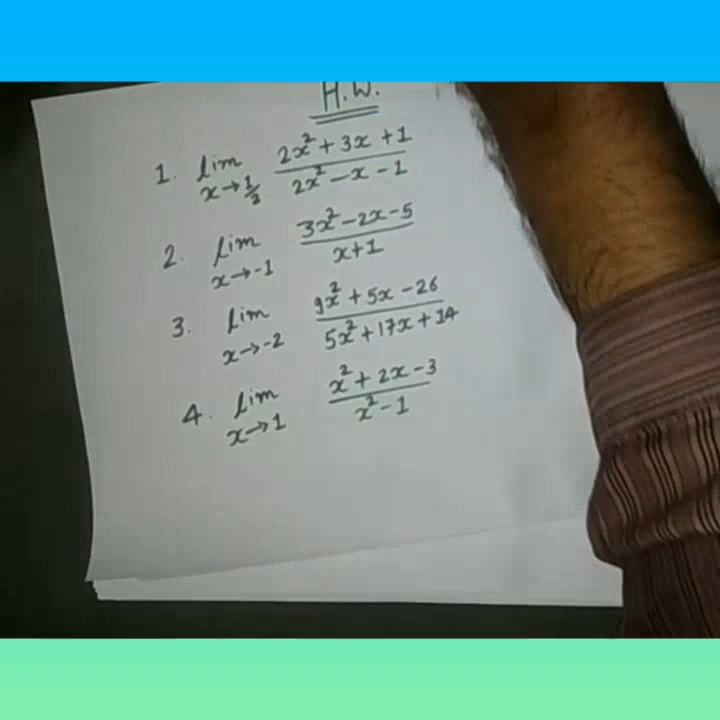 H.W.
1. lim x→1/2 (2x²+3x+1)/(2x²-x-1)
2. lim x→-1 (3x²-2x-5)/(x+1)
3. lim x→-2 (9x²+5x-26)/(5x²+17x+14)
4. lim x→1 (x²+2x-3)/(x²-1)